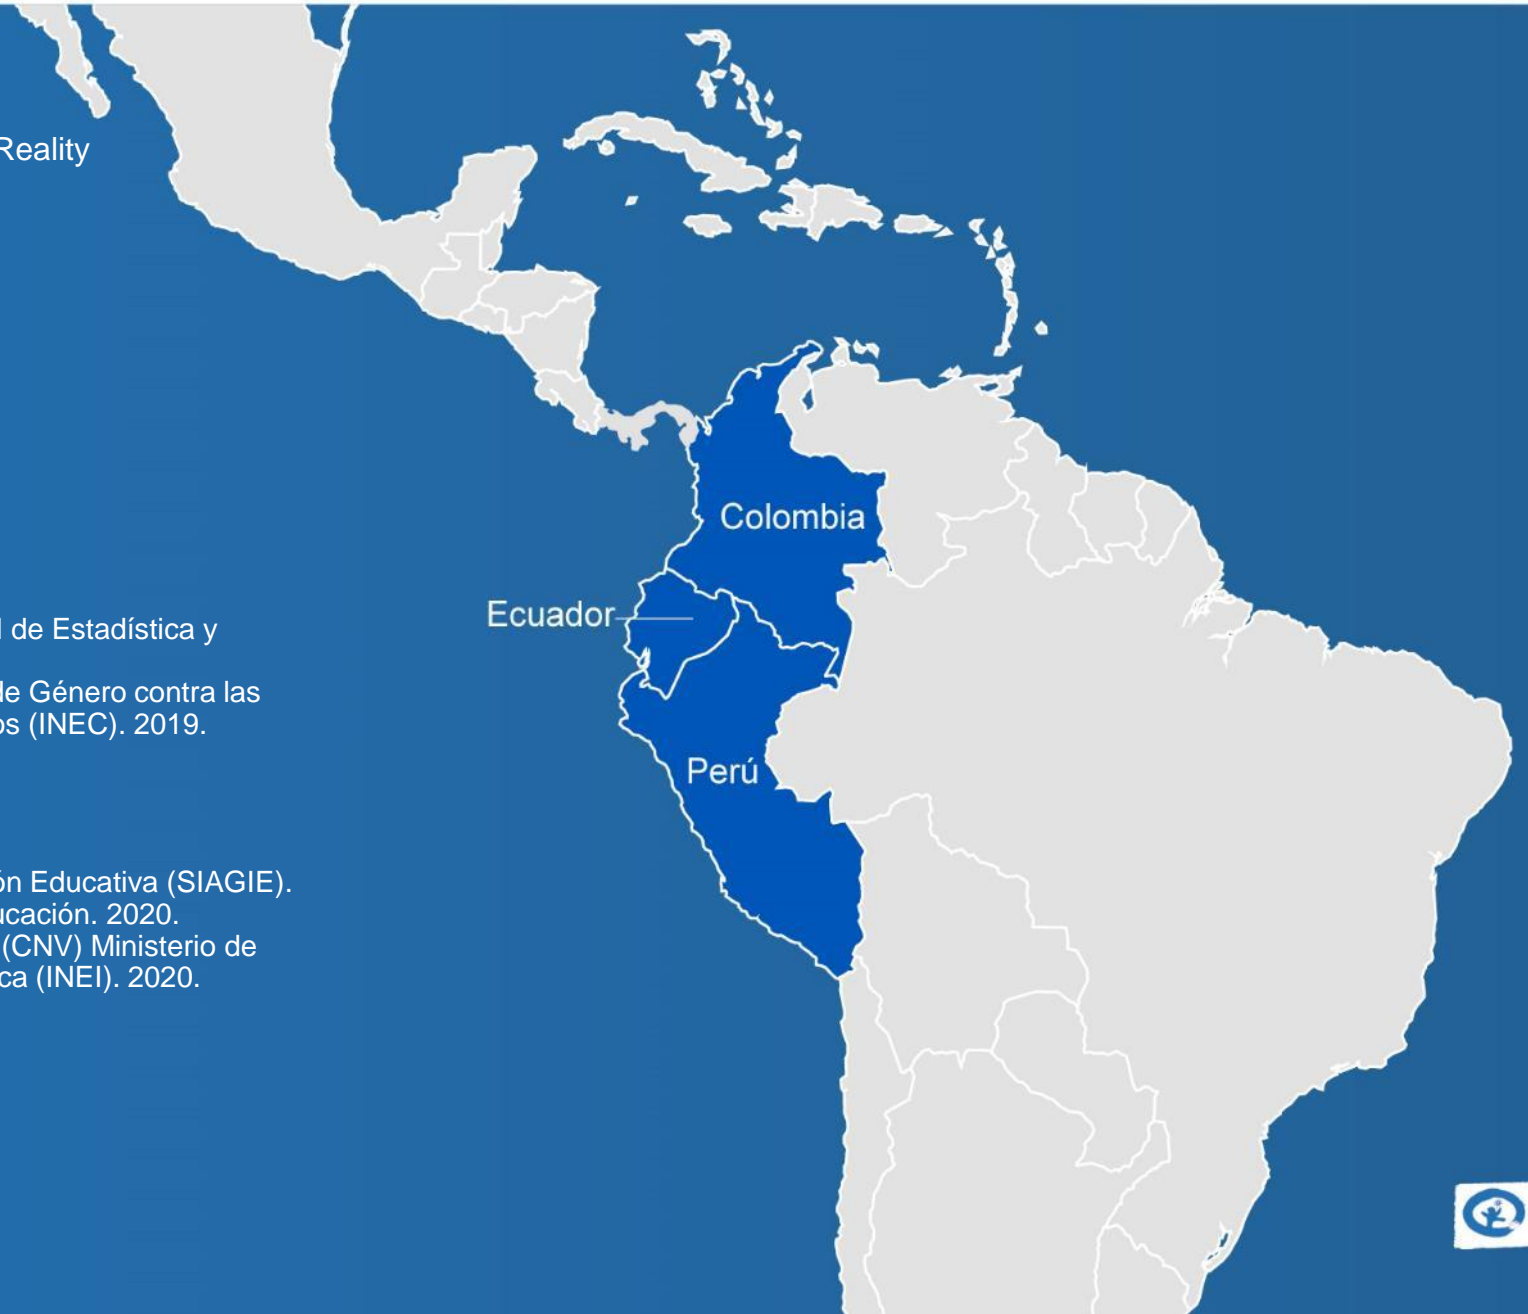 Reality
Colombia
Ecuador
de Estadística y
de Género contra las
os (INEC). 2019.
Perú
ón Educativa (SIAGIE).
ucación. 2020.
(CNV) Ministerio de
ca (INEI). 2020.